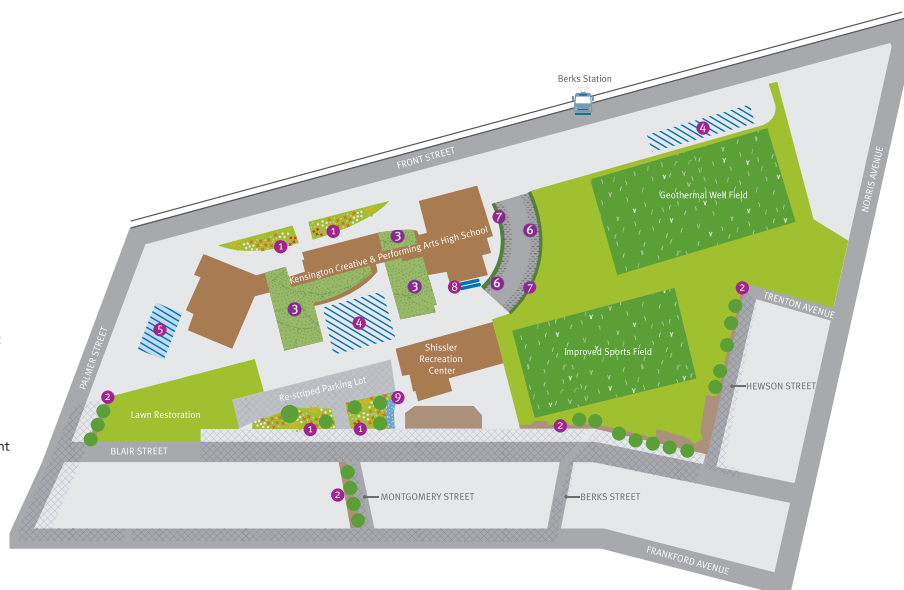 Berks Station
4
FRONT STREET
NORRIS AVENUE
Geothermal Well Field
1
1
3
7
6
Kensington Creative & Performing Arts High School
8
6
7
3
3
4
5
2
TRENTON AVENUE
PALMER STREET
Shissler
Recreation
Center
Improved Sports Field
HEWSON STREET
Re-striped Parking Lot
2
9
Lawn Restoration
1
1
2
nt
BLAIR STREET
2
MONTGOMERY STREET
BERKS STREET
FRANKFORD AVENUE